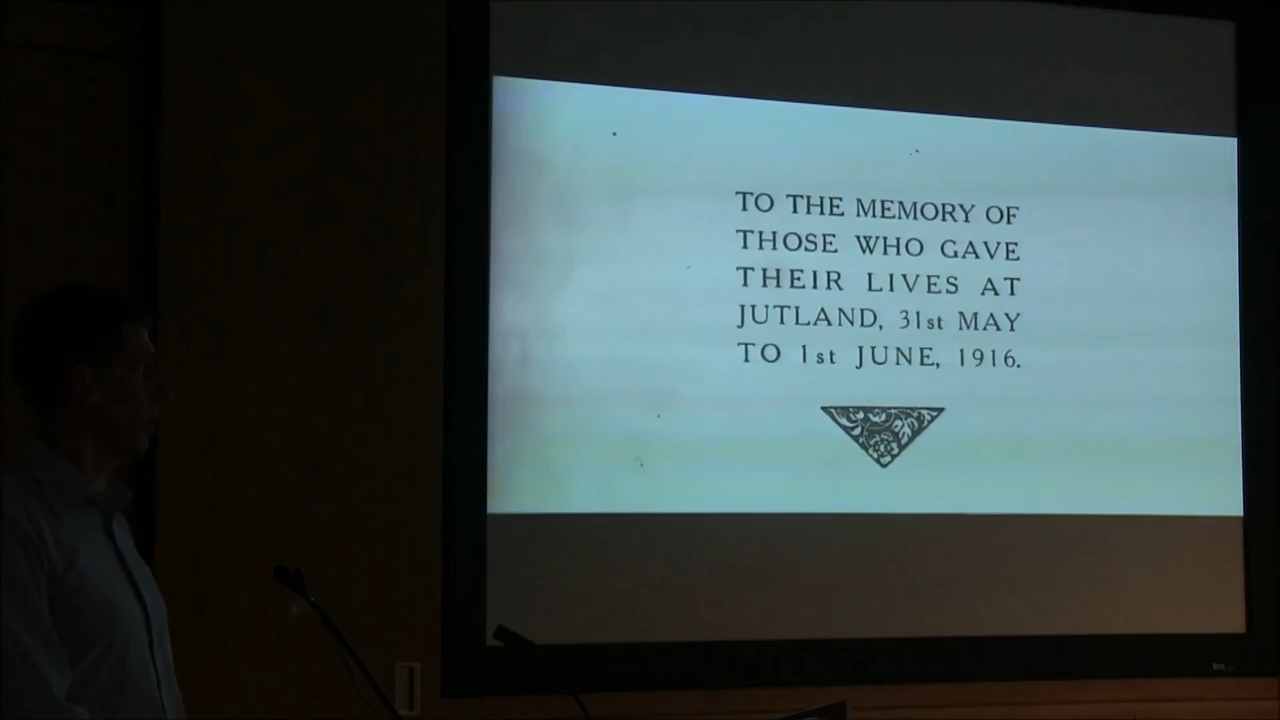 TO THE MEMORY OF
THOSE WHO GAVE
THEIR LIVES AT
JUTLAND, 31st MAY
TO 1st JUNE, 1916.